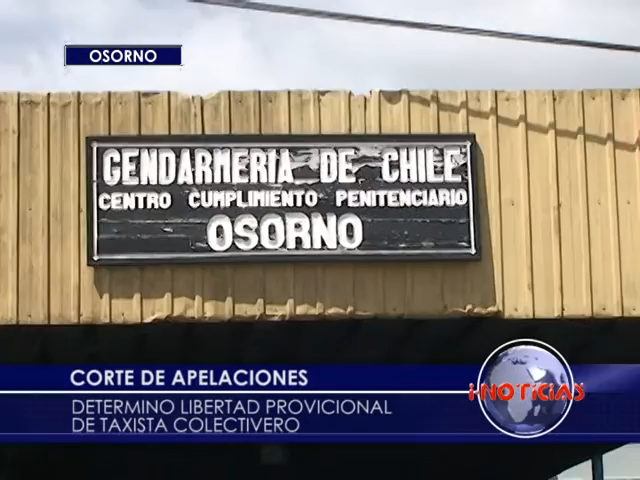 OSORNO
GENDARMERIA DE CHILE
CENTRO CUMPLIMIENTO PENITENCIARIO
OSORNO
CORTE DE APELACIONES
DETERMINO LIBERTAD PROVICIONAL
DE TAXISTA COLECTIVERO
i-NOTICIAS